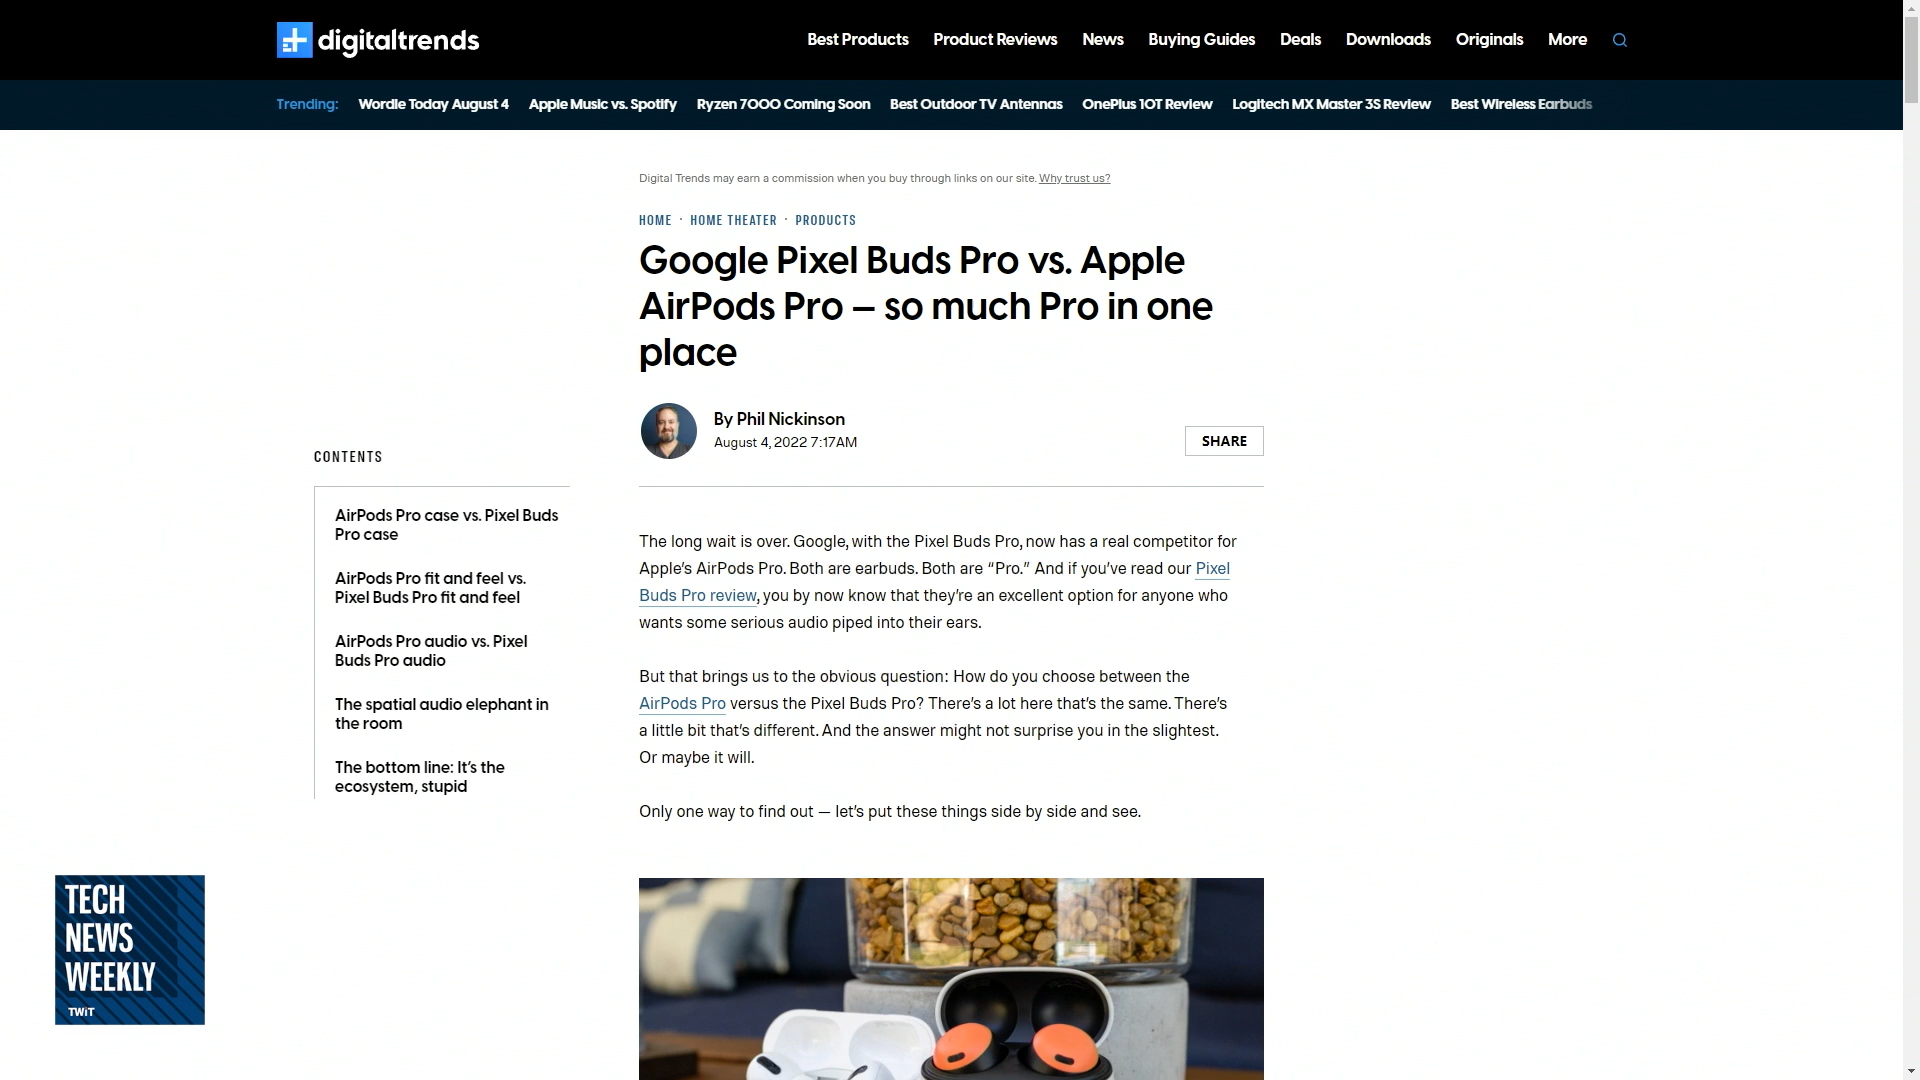 digitaltrends
Best Products Product Reviews News Buying Guides Deals Downloads Originals More
Trending: Wordle Today August 4 Apple Music vs. Spotify Ryzen 7000 Coming Soon Best Outdoor TV Antennas OnePlus 10T Review Logitech MX Master 3S Review Best Wireless Earbuds
Digital Trends may earn a commission when you buy through links on our site. Why trust us?
HOME · HOME THEATER · PRODUCTS
Google Pixel Buds Pro vs. Apple
AirPods Pro — so much Pro in one
place
By Phil Nickinson
August 4, 2022 7:17AM
SHARE
CONTENTS
AirPods Pro case vs. Pixel Buds
Pro case
AirPods Pro fit and feel vs.
Pixel Buds Pro fit and feel
AirPods Pro audio vs. Pixel
Buds Pro audio
The spatial audio elephant in
the room
The bottom line: It’s the
ecosystem, stupid
The long wait is over. Google, with the Pixel Buds Pro, now has a real competitor for
Apple’s AirPods Pro. Both are earbuds. Both are “Pro.” And if you’ve read our Pixel
Buds Pro review, you by now know that they’re an excellent option for anyone who
wants some serious audio piped into their ears.
But that brings us to the obvious question: How do you choose between the
AirPods Pro versus the Pixel Buds Pro? There’s a lot here that’s the same. There’s
a little bit that’s different. And the answer might not surprise you in the slightest.
Or maybe it will.
Only one way to find out — let’s put these things side by side and see.
TECH
NEWS
WEEKLY
TWiT